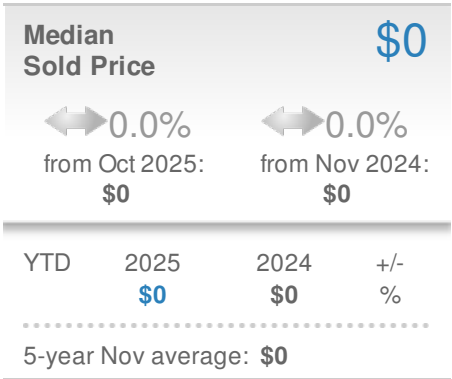 Median
Sold Price
$0
0.0% 0.0%
from Oct 2025: from Nov 2024:
$0 $0
YTD 2025 2024 +/-
$0 $0 %
5-year Nov average: $0